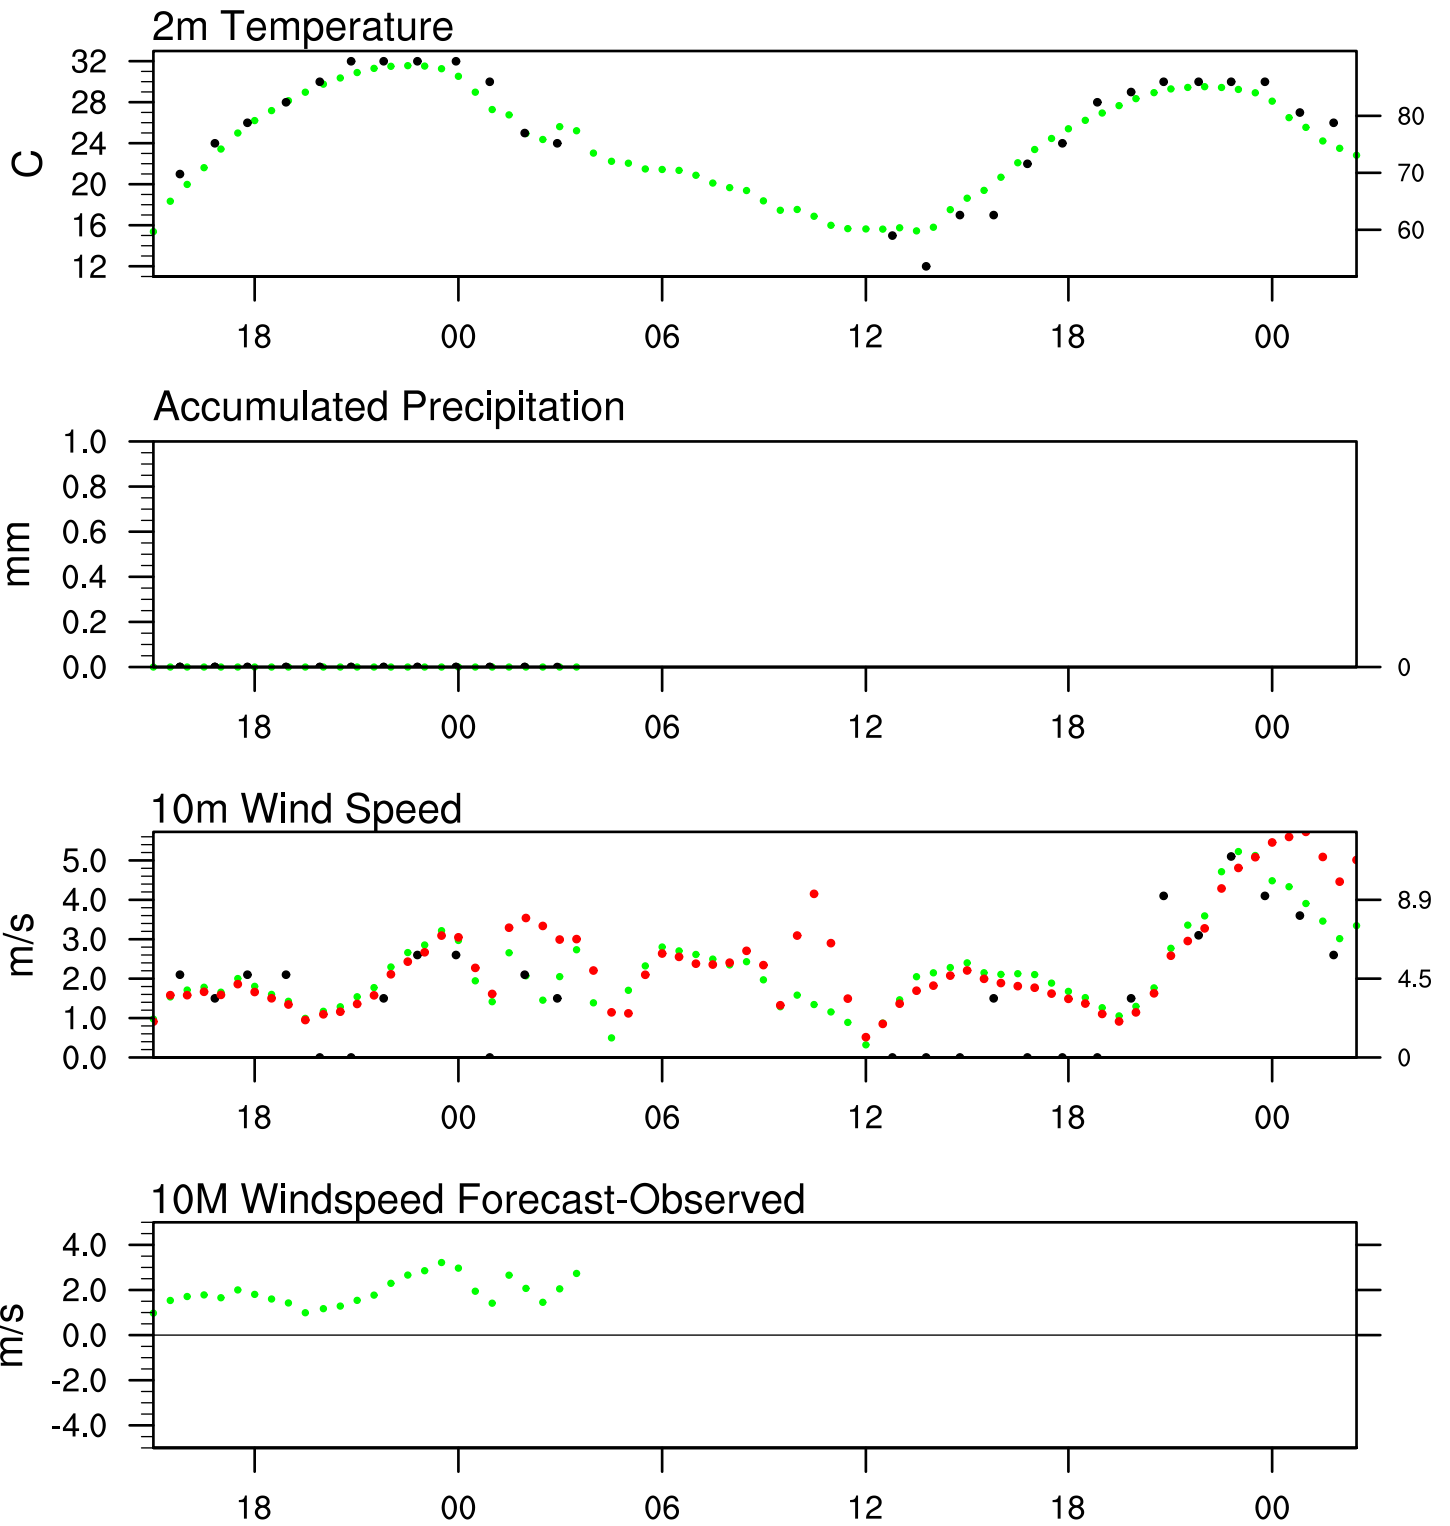 2m Temperature
C
32
28
24
20
16
12
80
70
60
18 00 06 12 18 00
Accumulated Precipitation
mm
1.0
0.8
0.6
0.4
0.2
0.0
0
18 00 06 12 18 00
10m Wind Speed
m/s
5.0
4.0
3.0
2.0
1.0
0.0
8.9
4.5
0
18 00 06 12 18 00
10M Windspeed Forecast-Observed
m/s
4.0
2.0
0.0
-2.0
-4.0
18 00 06 12 18 00